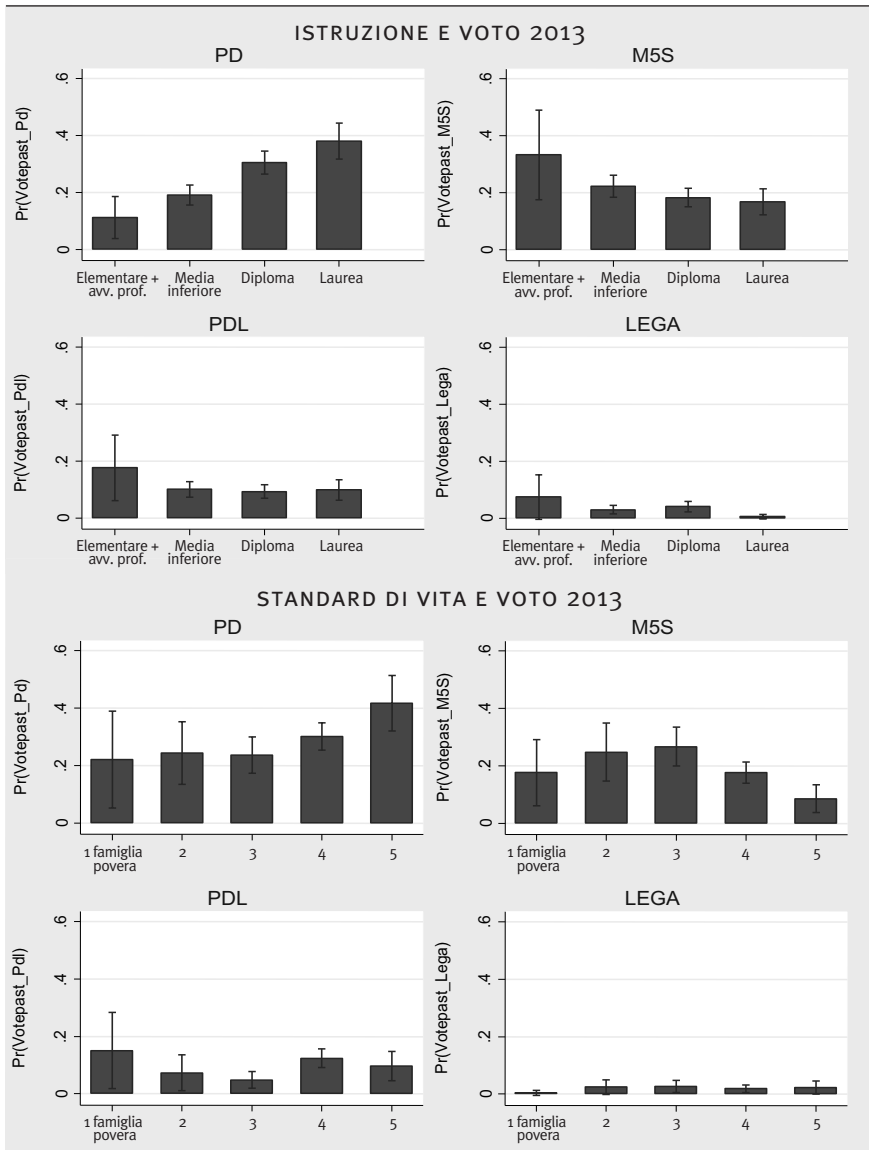 ISTRUZIONE E VOTO 2013
PD
Pr(Votepast_Pd)
.6
.4
.2
0
Elementare +
avv. prof.
Media
inferiore
Diploma
Laurea
M5S
Pr(Votepast_M5S)
.6
.4
.2
0
Elementare +
avv. prof.
Media
inferiore
Diploma
Laurea
PDL
Pr(Votepast_Pdl)
.6
.4
.2
0
Elementare +
avv. prof.
Media
inferiore
Diploma
Laurea
LEGA
Pr(Votepast_Lega)
.6
.4
.2
0
Elementare +
avv. prof.
Media
inferiore
Diploma
Laurea
STANDARD DI VITA E VOTO 2013
PD
Pr(Votepast_Pd)
.6
.4
.2
0
1 famiglia
povera
2
3
4
5
M5S
Pr(Votepast_M5S)
.6
.4
.2
0
1 famiglia
povera
2
3
4
5
PDL
Pr(Votepast_Pdl)
.6
.4
.2
0
1 famiglia
povera
2
3
4
5
LEGA
Pr(Votepast_Lega)
.6
.4
.2
0
1 famiglia
povera
2
3
4
5